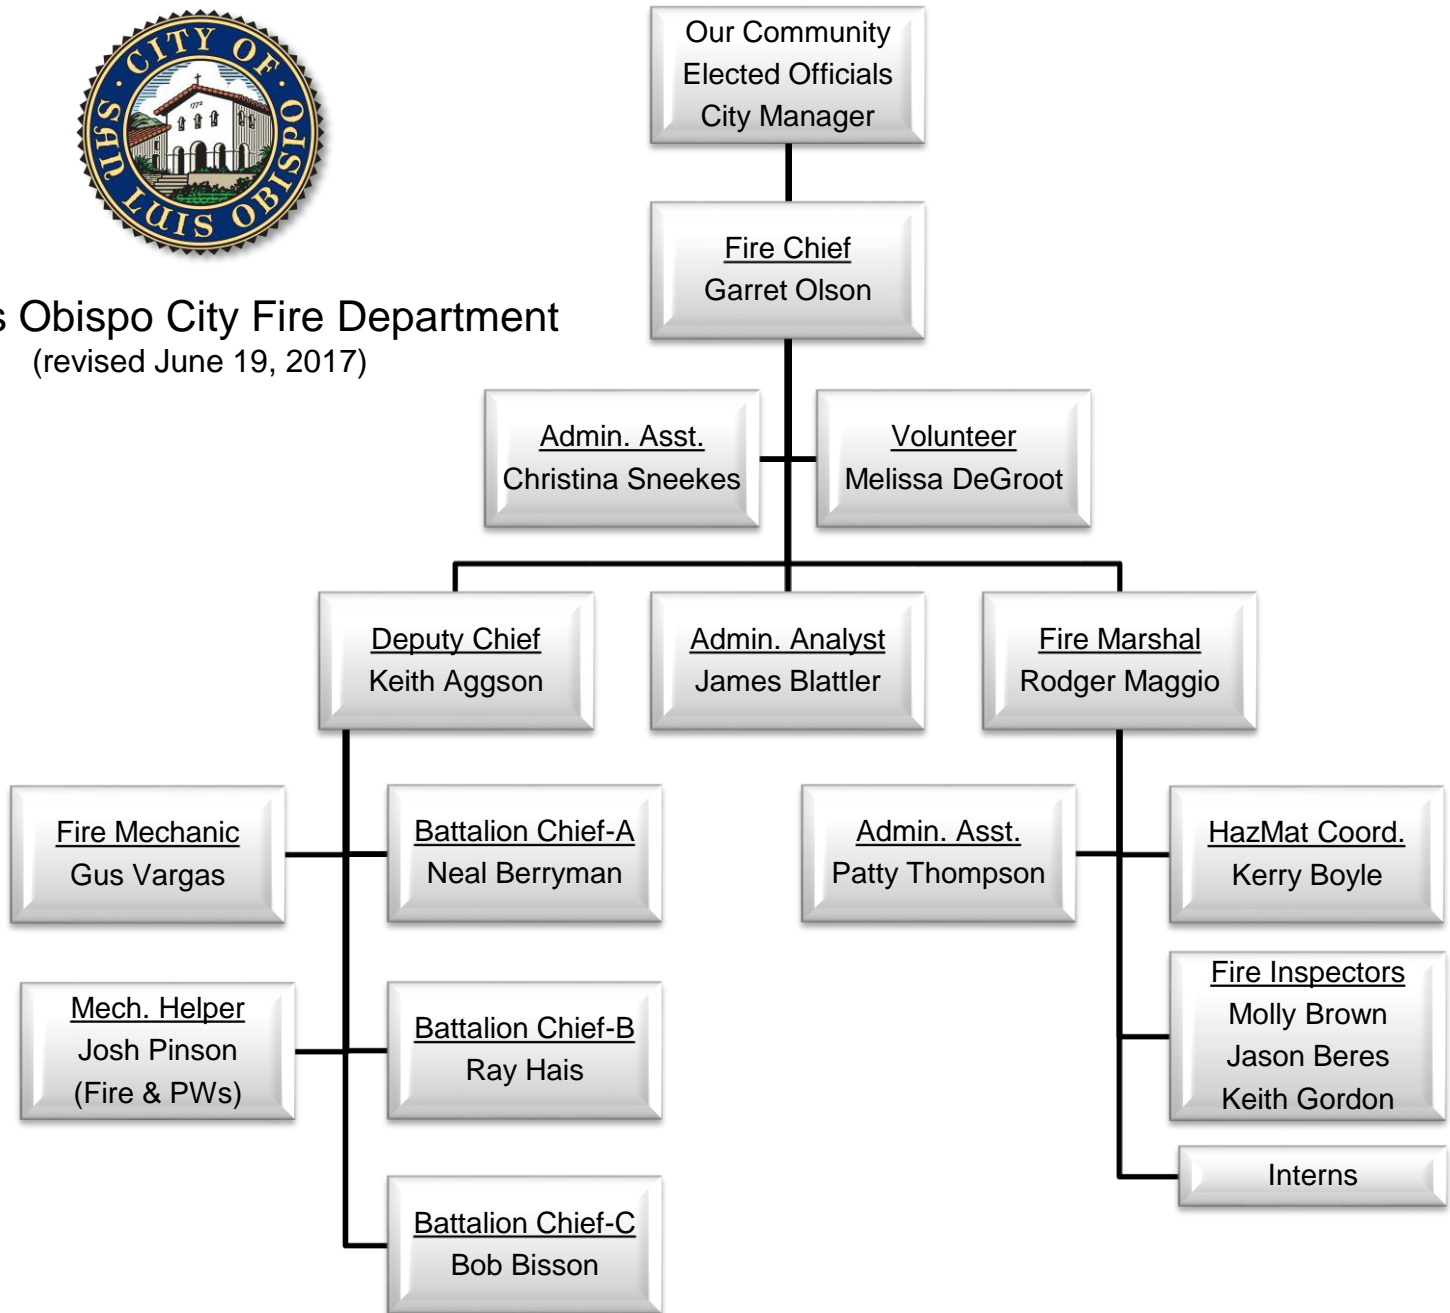 CITY OF
SAN LUIS OBISPO
1772
Our Community
Elected Officials
City Manager
Fire Chief
Garret Olson
Obispo City Fire Department
(revised June 19, 2017)
Admin. Asst.
Christina Sneekes
Volunteer
Melissa DeGroot
Deputy Chief
Keith Aggson
Admin. Analyst
James Blattler
Fire Marshal
Rodger Maggio
Fire Mechanic
Gus Vargas
Battalion Chief-A
Neal Berryman
Admin. Asst.
Patty Thompson
HazMat Coord.
Kerry Boyle
Mech. Helper
Josh Pinson
(Fire & PWs)
Battalion Chief-B
Ray Hais
Fire Inspectors
Molly Brown
Jason Beres
Keith Gordon
Interns
Battalion Chief-C
Bob Bisson